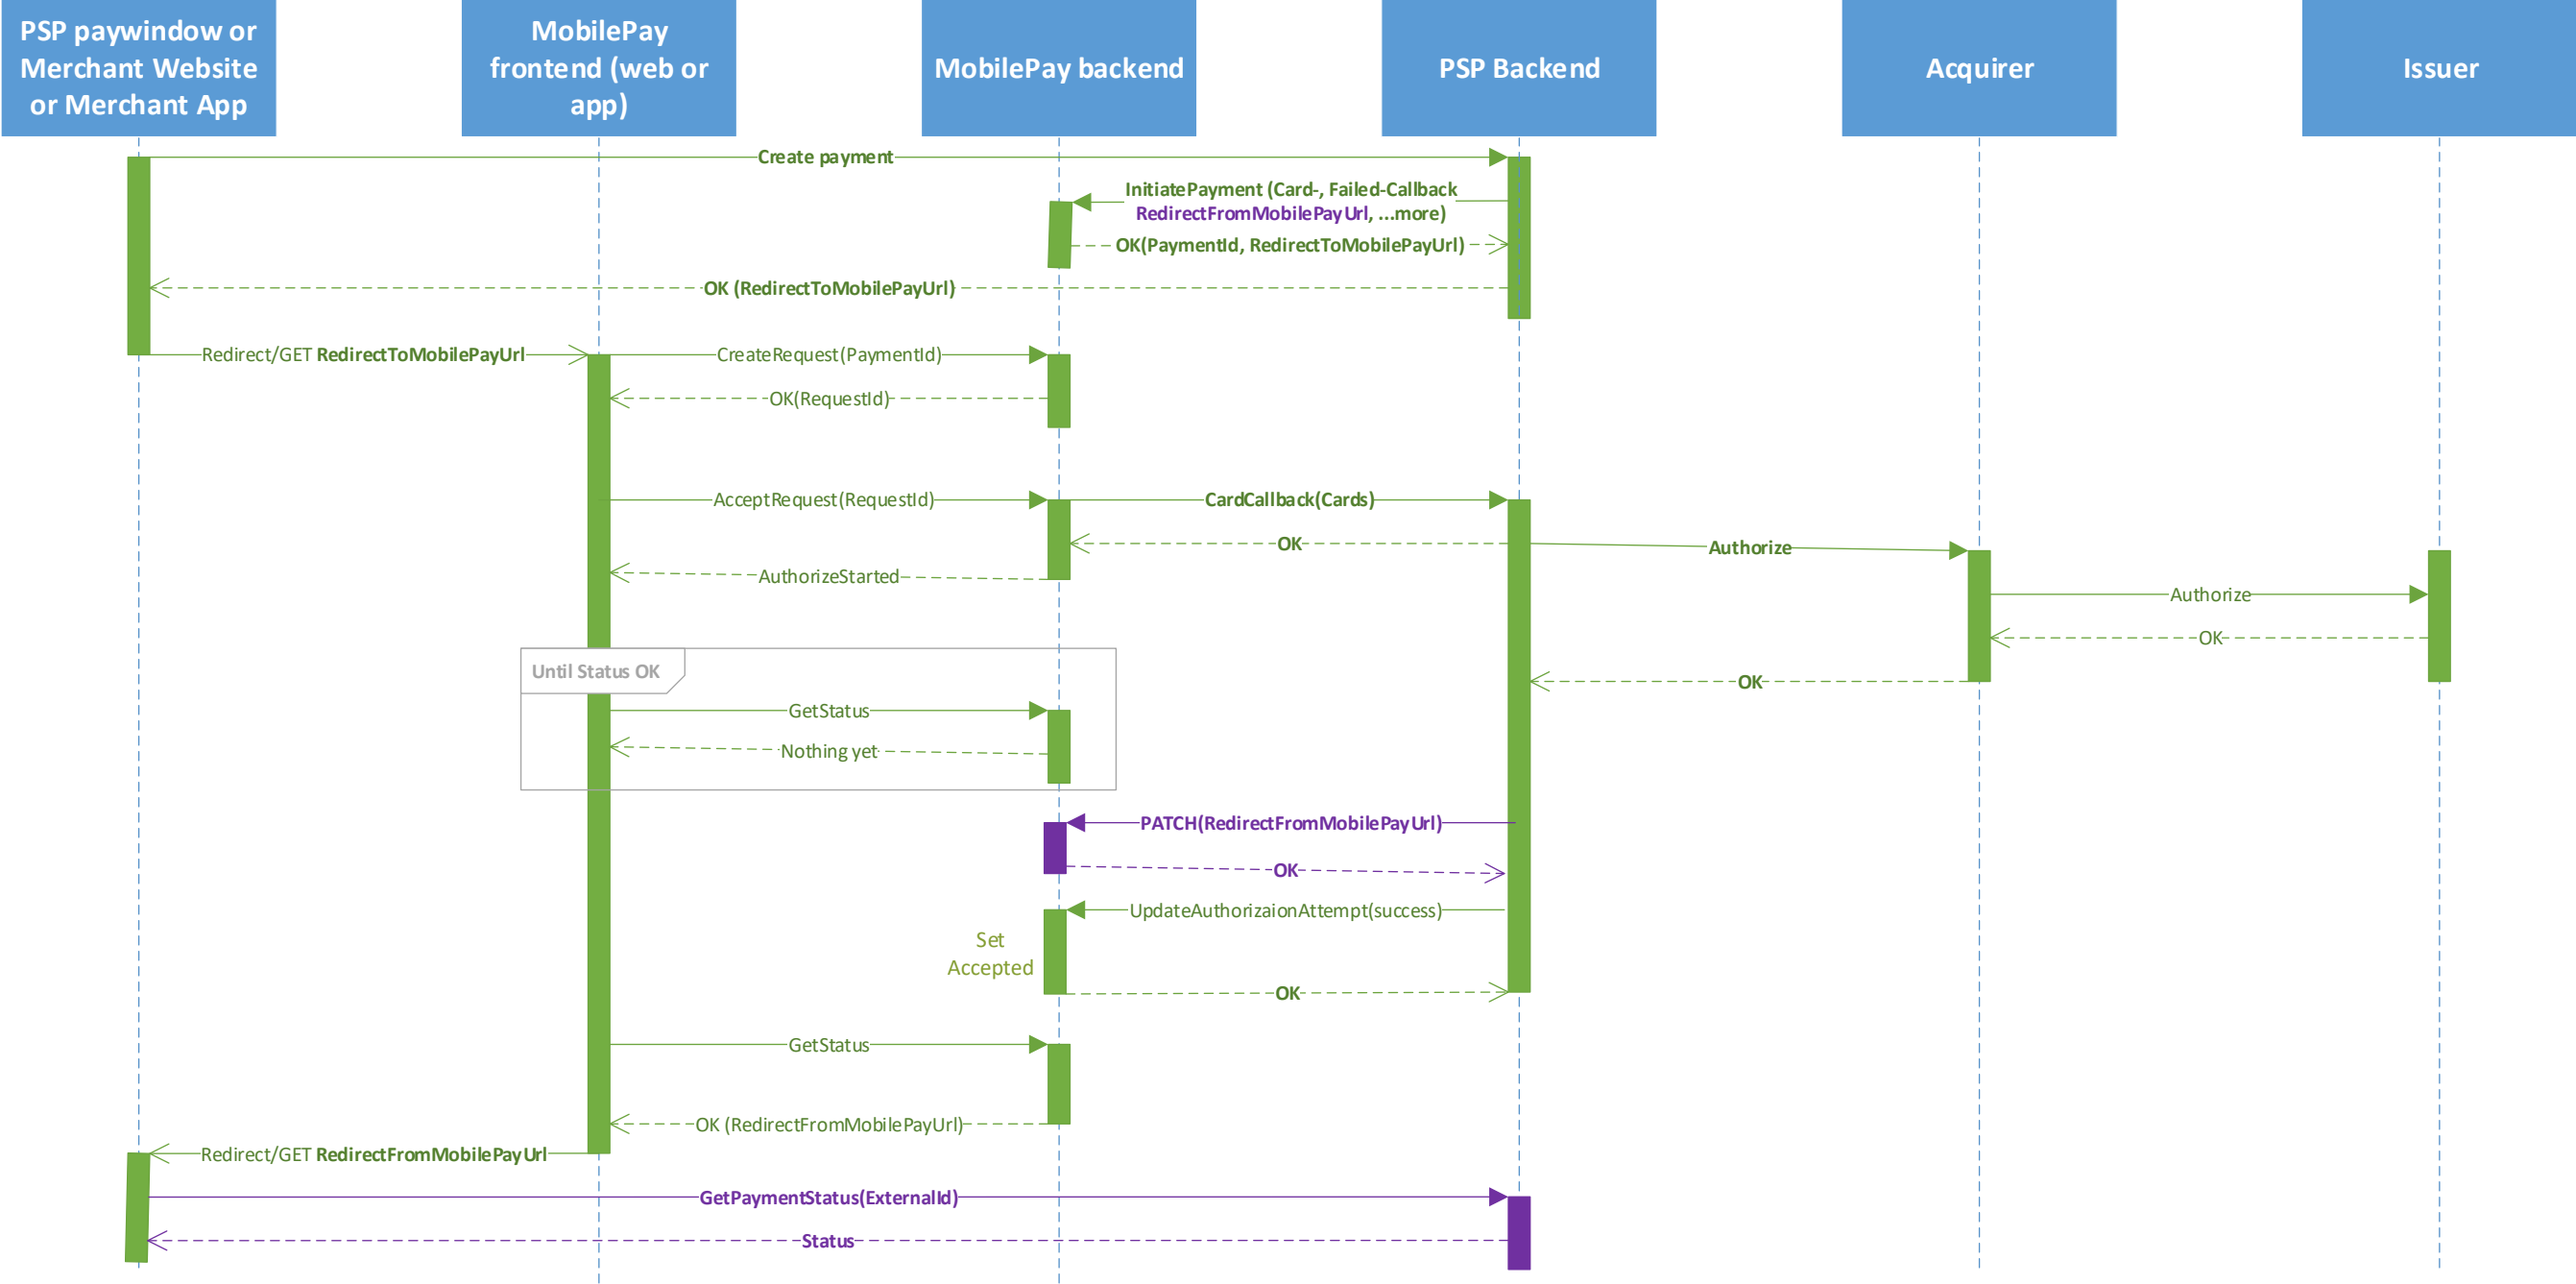 PSP paywindow or
Merchant Website
or Merchant App
MobilePay
frontend (web or
app)
MobilePay backend
PSP Backend
Acquirer
Issuer
Create payment
InitiatePayment (Card-, Failed-Callback
RedirectFromMobilePayUrl, ...more)
OK(PaymentId, RedirectToMobilePayUrl)
OK (RedirectToMobilePayUrl)
Redirect/GET RedirectToMobilePayUrl
CreateRequest(PaymentId)
OK(RequestId)
AcceptRequest(RequestId)
CardCallback(Cards)
OK
Authorize
AuthorizeStarted
Authorize
OK
Until Status OK
OK
GetStatus
Nothing yet
PATCH(RedirectFromMobilePayUrl)
OK
UpdateAuthorizaionAttempt(success)
Set
Accepted
OK
GetStatus
OK (RedirectFromMobilePayUrl)
Redirect/GET RedirectFromMobilePayUrl
GetPaymentStatus(ExternalId)
Status